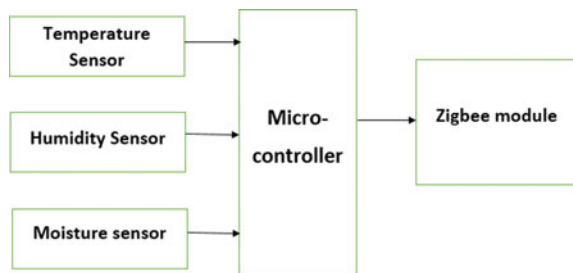 Temperature
Sensor
Humidity Sensor
Moisture sensor
Micro-
controller
Zigbee module